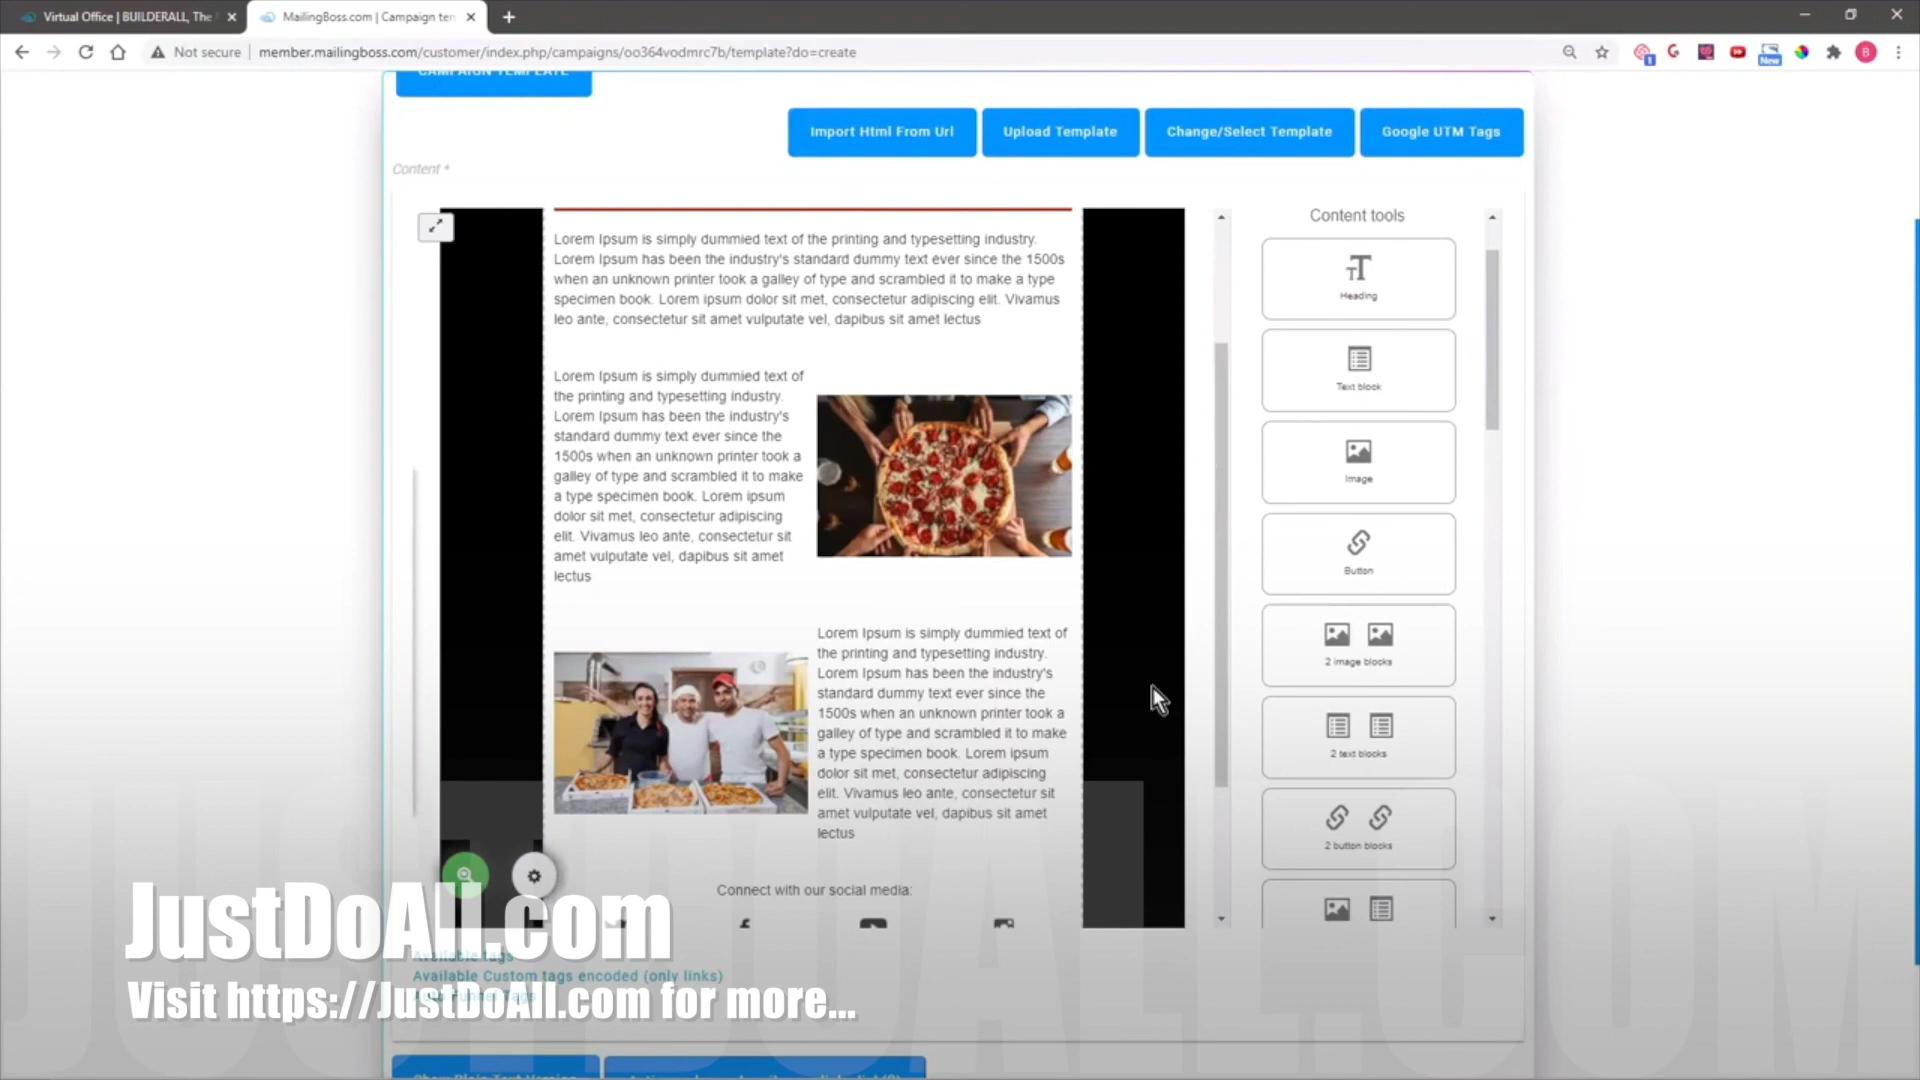 Virtual Office | BUILDERALL, The
MailingBoss.com | Campaign ten
Not secure
member.mailingboss.com/customer/index.php/campaigns/oo364vodmrc7b/template?do=create
1
New
B
CAMPAIGN TEMPLATE
Import Html From Url
Upload Template
Change/Select Template
Google UTM Tags
Content *
Lorem Ipsum is simply dummied text of the printing and typesetting industry.
Lorem Ipsum has been the industry's standard dummy text ever since the 1500s
when an unknown printer took a galley of type and scrambled it to make a type
specimen book. Lorem ipsum dolor sit met, consectetur adipiscing elit. Vivamus
leo ante, consectetur sit amet vulputate vel, dapibus sit amet lectus
Lorem Ipsum is simply dummied text of
the printing and typesetting industry.
Lorem Ipsum has been the industry's
standard dummy text ever since the
1500s when an unknown printer took a
galley of type and scrambled it to make
a type specimen book. Lorem ipsum
dolor sit met, consectetur adipiscing
elit. Vivamus leo ante, consectetur sit
amet vulputate vel, dapibus sit amet
lectus
Lorem Ipsum is simply dummied text of
the printing and typesetting industry.
Lorem Ipsum has been the industry's
standard dummy text ever since the
1500s when an unknown printer took a
galley of type and scrambled it to make
a type specimen book. Lorem ipsum
dolor sit met, consectetur adipiscing
elit. Vivamus leo ante, consectetur sit
amet vulputate vel, dapibus sit amet
lectus
Connect with our social media:
Content tools
Heading
Text block
Image
Button
2 image blocks
2 text blocks
2 button blocks
JustDoAll.com
Available tags
Available Custom tags encoded (only links)
Visit https://JustDoAll.com for more...
JUSTDOALL.COM
Show Plain Text Version